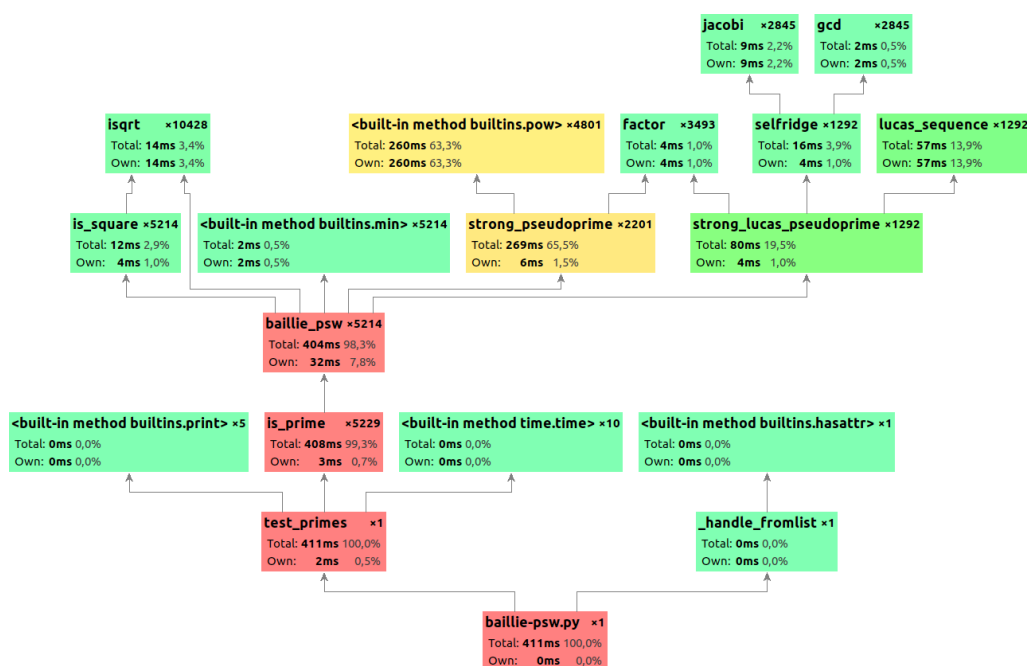 jacobi ×2845
Total: 9ms 2,2%
Own: 9ms 2,2%
gcd ×2845
Total: 2ms 0,5%
Own: 2ms 0,5%
isqrt ×10428
Total: 14ms 3,4%
Own: 14ms 3,4%
<built-in method builtins.pow> ×4801
Total: 260ms 63,3%
Own: 260ms 63,3%
factor ×3493
Total: 4ms 1,0%
Own: 4ms 1,0%
selfridge ×1292
Total: 16ms 3,9%
Own: 4ms 1,0%
lucas_sequence ×1292
Total: 57ms 13,9%
Own: 57ms 13,9%
is_square ×5214
Total: 12ms 2,9%
Own: 4ms 1,0%
<built-in method builtins.min> ×5214
Total: 2ms 0,5%
Own: 2ms 0,5%
strong_pseudoprime ×2201
Total: 269ms 65,5%
Own: 6ms 1,5%
strong_lucas_pseudoprime ×1292
Total: 80ms 19,5%
Own: 4ms 1,0%
baillie_psw ×5214
Total: 404ms 98,3%
Own: 32ms 7,8%
<built-in method builtins.print> ×5
Total: 0ms 0,0%
Own: 0ms 0,0%
is_prime ×5229
Total: 408ms 99,3%
Own: 3ms 0,7%
<built-in method time.time> ×10
Total: 0ms 0,0%
Own: 0ms 0,0%
<built-in method builtins.hasattr> ×1
Total: 0ms 0,0%
Own: 0ms 0,0%
test_primes ×1
Total: 411ms 100,0%
Own: 2ms 0,5%
_handle_fromlist ×1
Total: 0ms 0,0%
Own: 0ms 0,0%
baillie-psw.py ×1
Total: 411ms 100,0%
Own: 0ms 0,0%